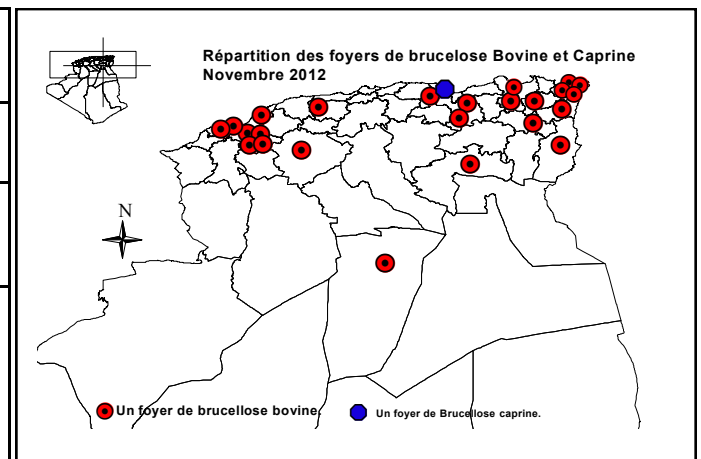 Répartition des foyers de brucelose Bovine et Caprine
Novembre 2012
N
Un foyer de brucellose bovine.
Un foyer de Brucellose caprine.